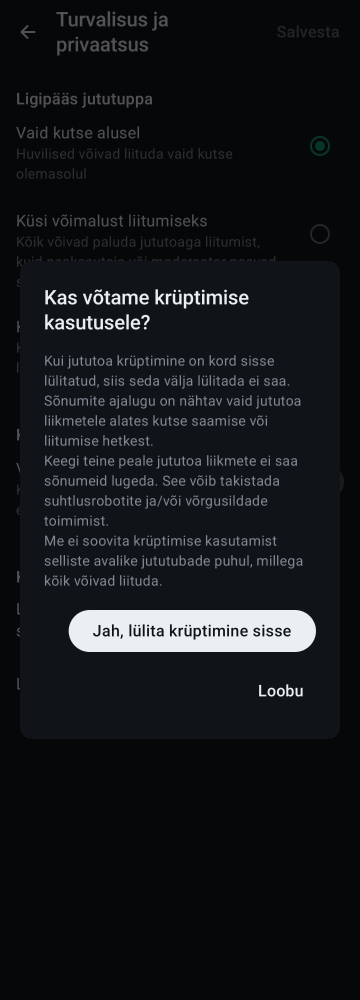 Turvalisus ja
privaatsus
Salvesta
Ligipääs jututuppa
Vaid kutse alusel
Huvilised võivad liituda vaid kutse
olemasolul
Küsi võimalust liitumiseks
Kõik võivad paluda jututoaga liitumist,
Kas võtame krüptimise
kasutusele?
Kui jututoa krüptimine on kord sisse
lülitatud, siis seda välja lülitada ei saa.
Sõnumite ajalugu on nähtav vaid jututoa
liikmetele alates kutse saamise või
liitumise hetkest.
Keegi teine peale jututoa liikmete ei saa
sõnumeid lugeda. See võib takistada
suhtlusrobotite ja/või võrgusildade
toimimist.
Me ei soovita krüptimise kasutamist
selliste avalike jututubade puhul, millega
kõik võivad liituda.
Jah, lülita krüptimine sisse
Loobu